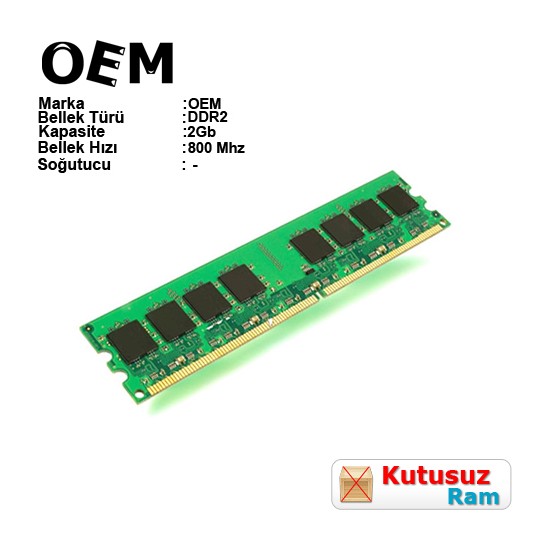 OEM
Marka :OEM
Bellek Türü :DDR2
Kapasite :2Gb
Bellek Hızı :800 Mhz
Soğutucu : -
Kutusuz
Ram